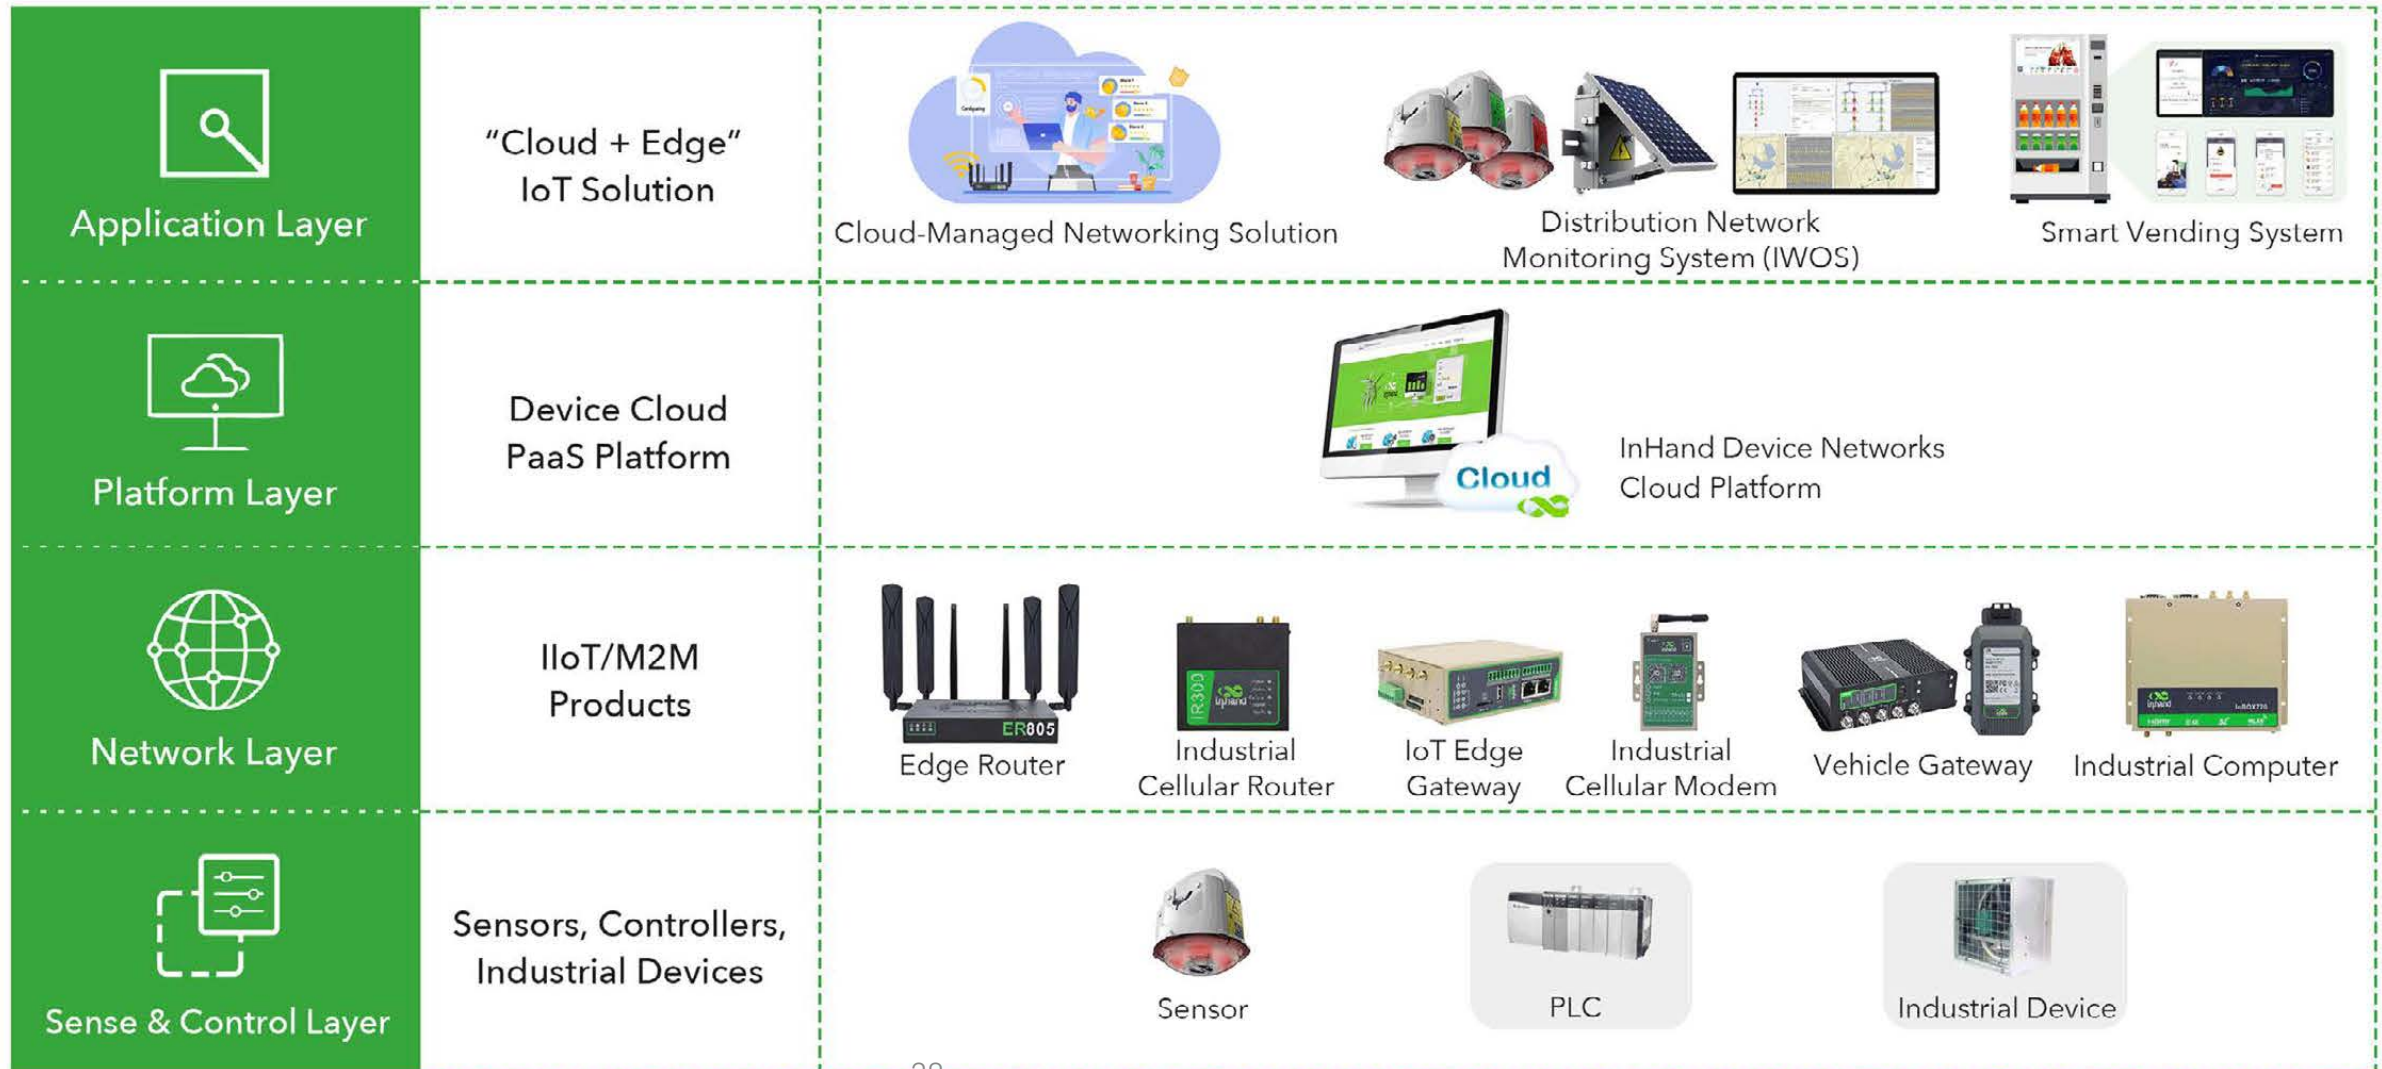 Application Layer
“Cloud + Edge”
IoT Solution
Configuring
Cloud-Managed Networking Solution
Distribution Network
Monitoring System (IWOS)
Smart Vending System
Platform Layer
Device Cloud
PaaS Platform
Cloud
InHand Device Networks
Cloud Platform
Network Layer
IIoT/M2M
Products
ER805
Edge Router
IR300
inhand
Industrial
Cellular Router
IoT Edge
Gateway
Industrial
Cellular Modem
Vehicle Gateway
inhand
Industrial Computer
Sense & Control Layer
Sensors, Controllers,
Industrial Devices
Sensor
PLC
Industrial Device